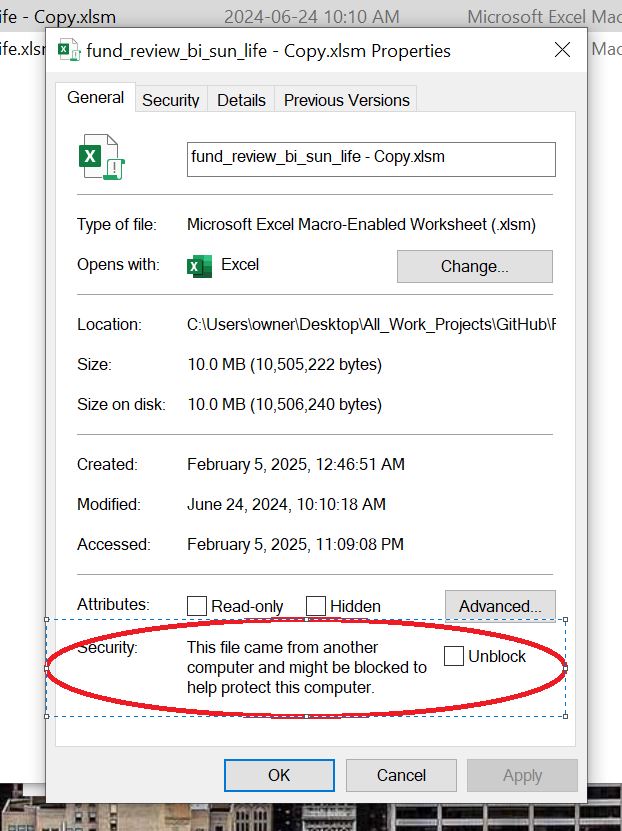 ife - Copy.xlsm 2024-06-24 10:10 AM Microsoft Excel Mac
ife.xlsm Mac
fund_review_bi_sun_life - Copy.xlsm Properties
General Security Details Previous Versions
fund_review_bi_sun_life - Copy.xlsm
Type of file: Microsoft Excel Macro-Enabled Worksheet (.xlsm)
Opens with: Excel Change...
Location: C:\Users\owner\Desktop\All_Work_Projects\GitHub\F
Size: 10.0 MB (10,505,222 bytes)
Size on disk: 10.0 MB (10,506,240 bytes)
Created: February 5, 2025, 12:46:51 AM
Modified: June 24, 2024, 10:10:18 AM
Accessed: February 5, 2025, 11:09:08 PM
Attributes: Read-only Hidden Advanced...
Security: This file came from another
computer and might be blocked to Unblock
help protect this computer.
OK Cancel Apply